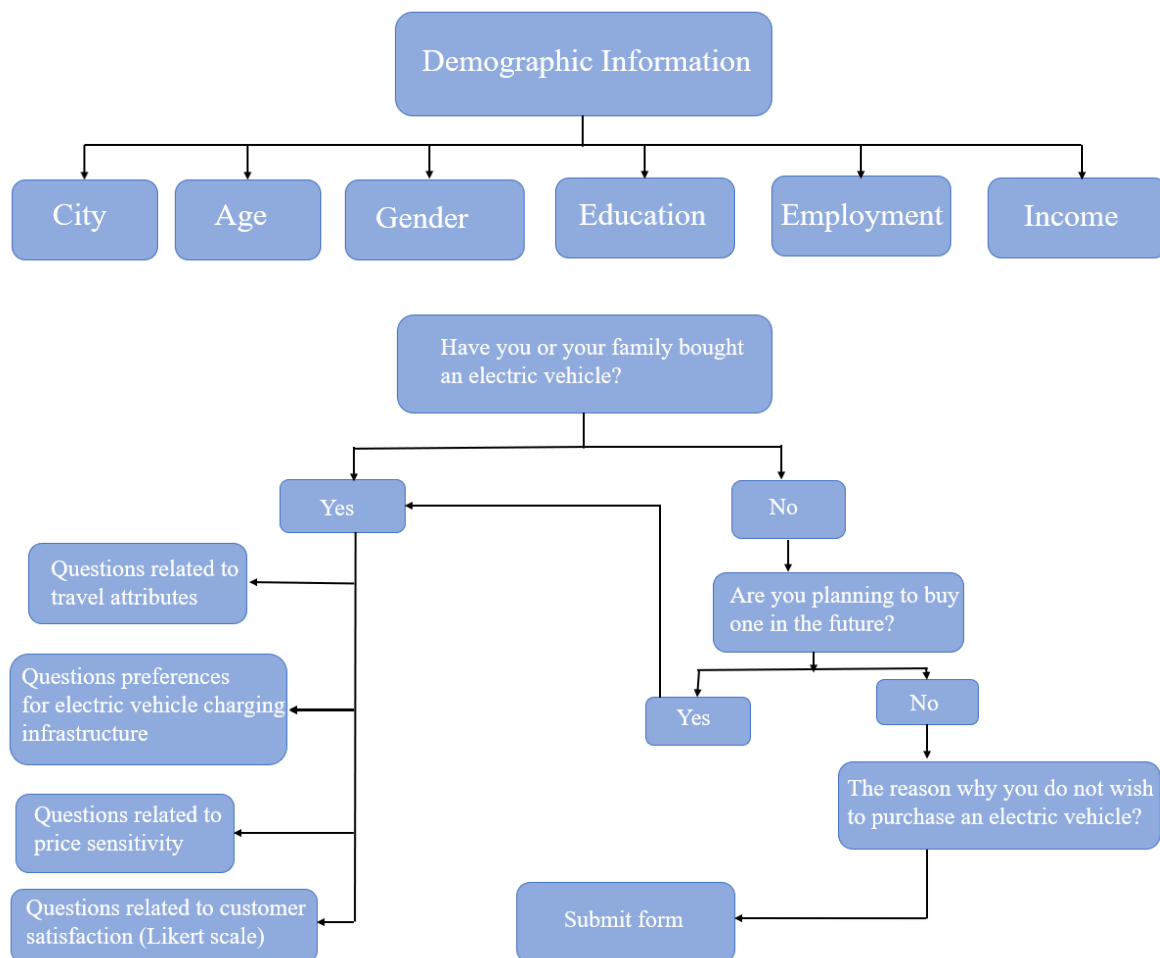 Demographic Information
City
Age
Gender
Education
Employment
Income
Have you or your family bought
an electric vehicle?
Yes
No
Questions related to
travel attributes
Are you planning to buy
one in the future?
Questions preferences
for electric vehicle charging
infrastructure
Yes
No
The reason why you do not wish
to purchase an electric vehicle?
Questions related to
price sensitivity
Questions related to customer
satisfaction (Likert scale)
Submit form